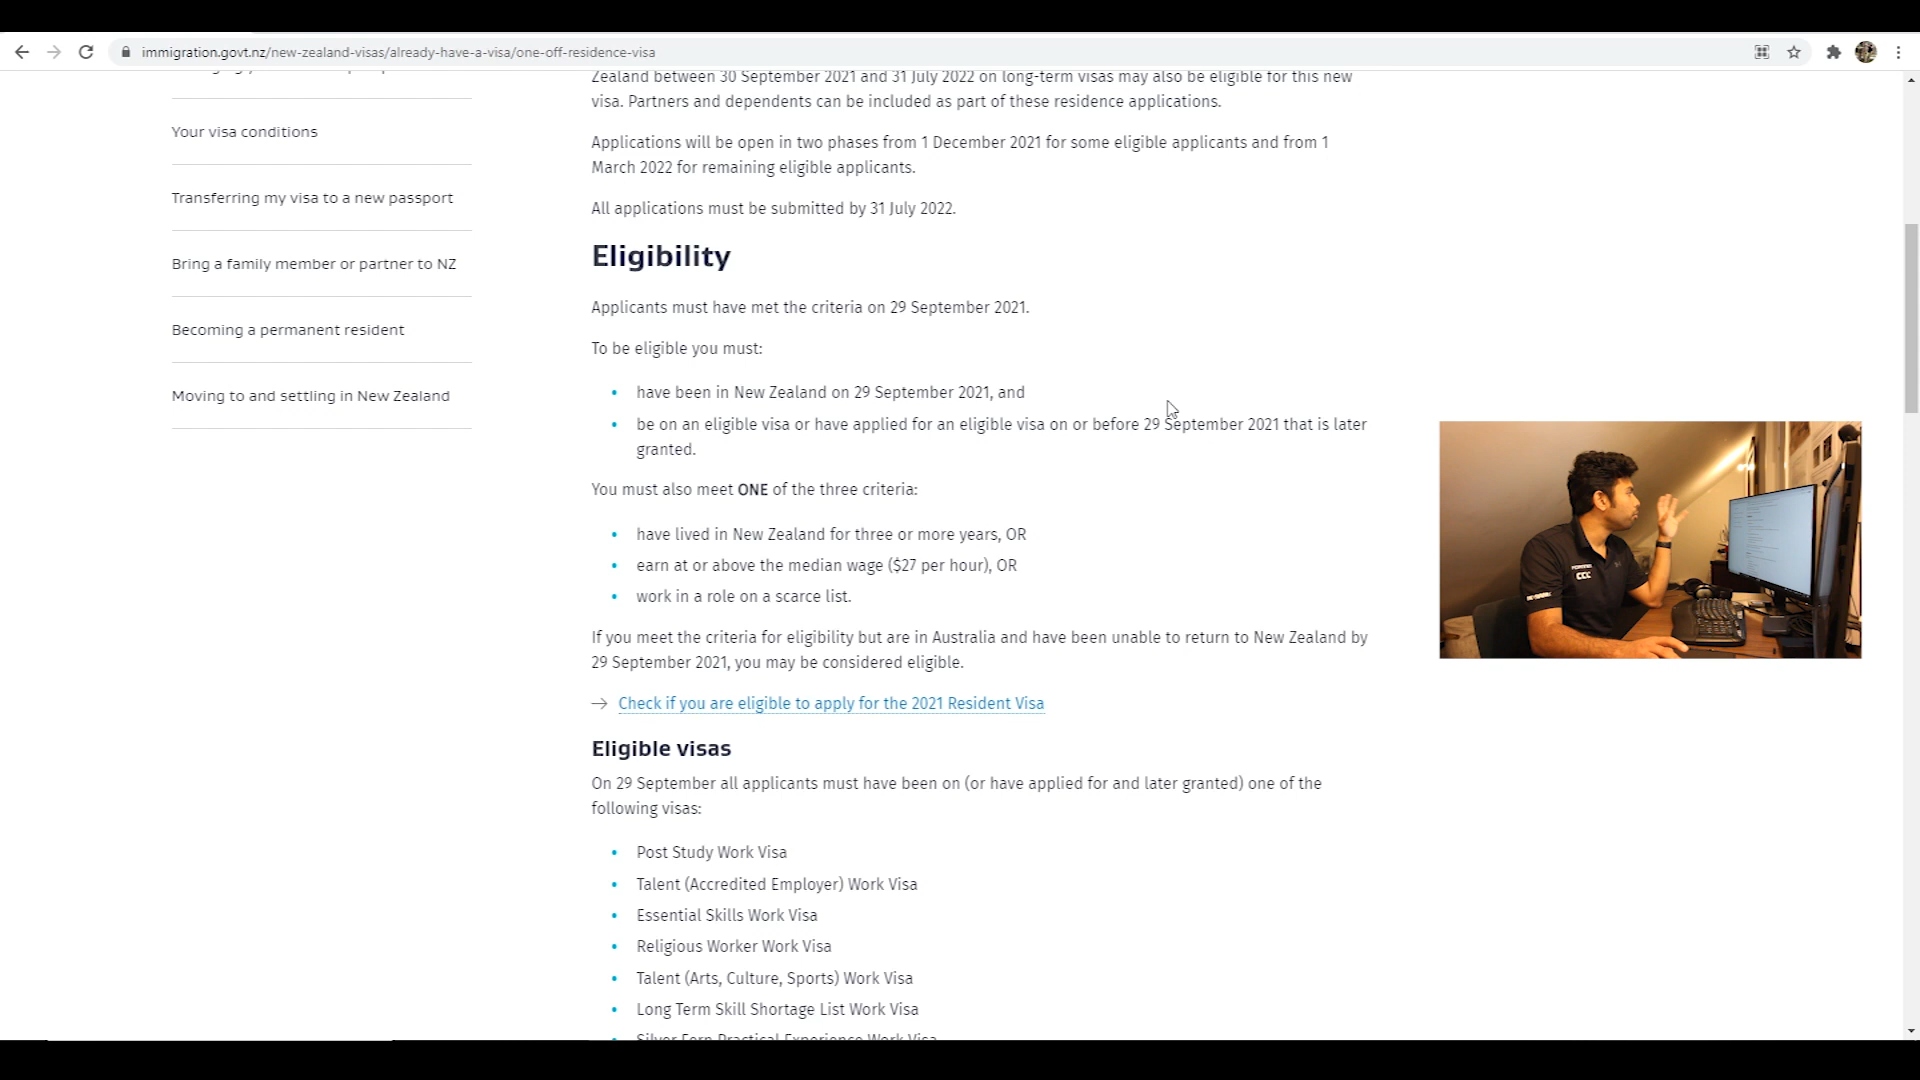 immigration.govt.nz/new-zealand-visas/already-have-a-visa/one-off-residence-visa
Your visa conditions
Transferring my visa to a new passport
Bring a family member or partner to NZ
Becoming a permanent resident
Moving to and settling in New Zealand
Zealand between 30 September 2021 and 31 July 2022 on long-term visas may also be eligible for this new
visa. Partners and dependents can be included as part of these residence applications.
Applications will be open in two phases from 1 December 2021 for some eligible applicants and from 1
March 2022 for remaining eligible applicants.
All applications must be submitted by 31 July 2022.
Eligibility
Applicants must have met the criteria on 29 September 2021.
To be eligible you must:
have been in New Zealand on 29 September 2021, and
be on an eligible visa or have applied for an eligible visa on or before 29 September 2021 that is later
granted.
You must also meet ONE of the three criteria:
have lived in New Zealand for three or more years, OR
earn at or above the median wage ($27 per hour), OR
work in a role on a scarce list.
If you meet the criteria for eligibility but are in Australia and have been unable to return to New Zealand by
29 September 2021, you may be considered eligible.
Check if you are eligible to apply for the 2021 Resident Visa
Eligible visas
On 29 September all applicants must have been on (or have applied for and later granted) one of the
following visas:
Post Study Work Visa
Talent (Accredited Employer) Work Visa
Essential Skills Work Visa
Religious Worker Work Visa
Talent (Arts, Culture, Sports) Work Visa
Long Term Skill Shortage List Work Visa
Silver Fern Practical Experience Work Visa